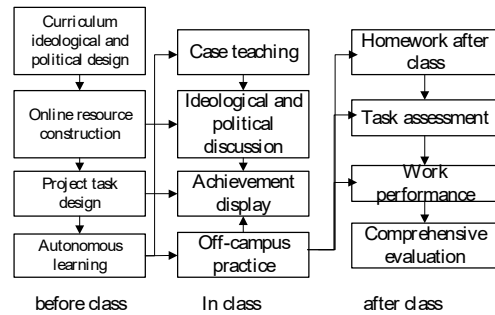 Curriculum
ideological and
political design
Online resource
construction
Project task
design
Autonomous
learning
before class
Case teaching
Ideological and
political
discussion
Achievement
display
Off-campus
practice
In class
Homework after
class
Task assessment
Work
performance
Comprehensive
evaluation
after class